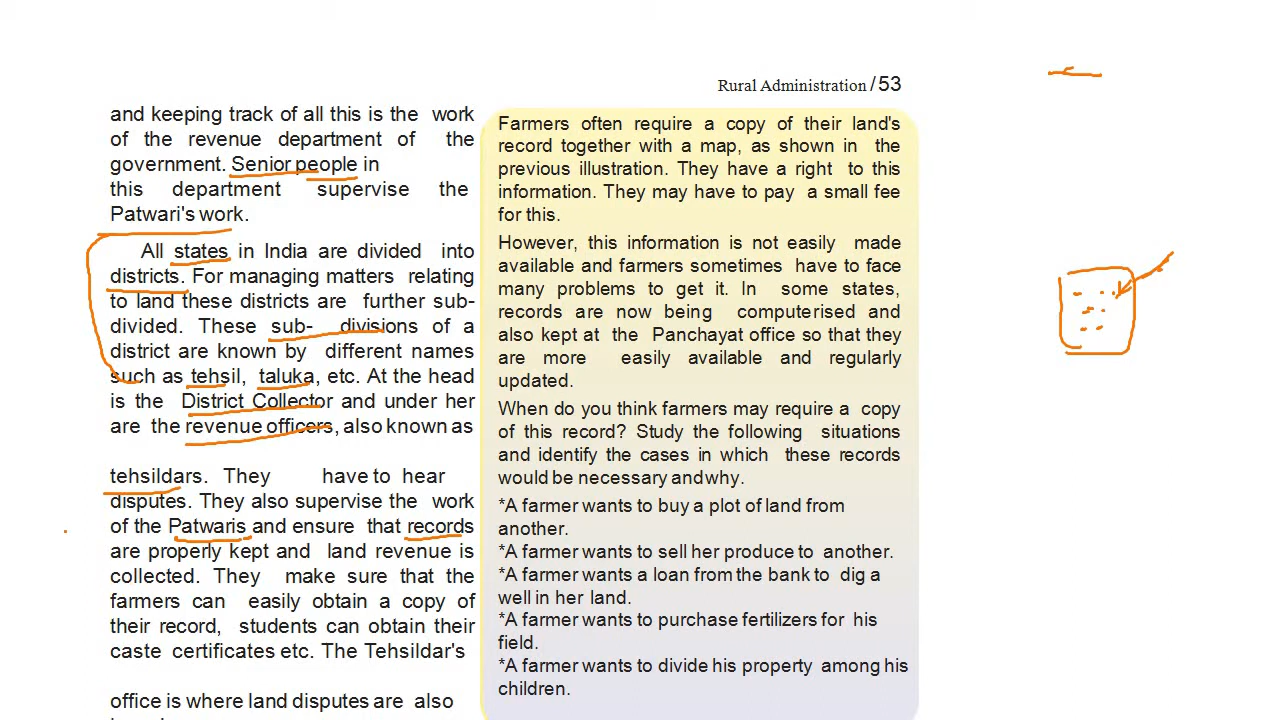 Rural Administration / 53
and keeping track of all this is the work
of the revenue department of the
government. Senior people in
this department supervise the
Patwari's work.
All states in India are divided into
districts. For managing matters relating
to land these districts are further sub-
divided. These sub- divisions of a
district are known by different names
such as tehsil, taluka, etc. At the head
is the District Collector and under her
are the revenue officers, also known as
tehsildars. They have to hear
disputes. They also supervise the work
of the Patwaris and ensure that records
are properly kept and land revenue is
collected. They make sure that the
farmers can easily obtain a copy of
their record, students can obtain their
caste certificates etc. The Tehsildar's
office is where land disputes are also
Farmers often require a copy of their land's
record together with a map, as shown in the
previous illustration. They have a right to this
information. They may have to pay a small fee
for this.
However, this information is not easily made
available and farmers sometimes have to face
many problems to get it. In some states,
records are now being computerised and
also kept at the Panchayat office so that they
are more easily available and regularly
updated.
When do you think farmers may require a copy
of this record? Study the following situations
and identify the cases in which these records
would be necessary and why.
*A farmer wants to buy a plot of land from
another.
*A farmer wants to sell her produce to another.
*A farmer wants a loan from the bank to dig a
well in her land.
*A farmer wants to purchase fertilizers for his
field.
*A farmer wants to divide his property among his
children.